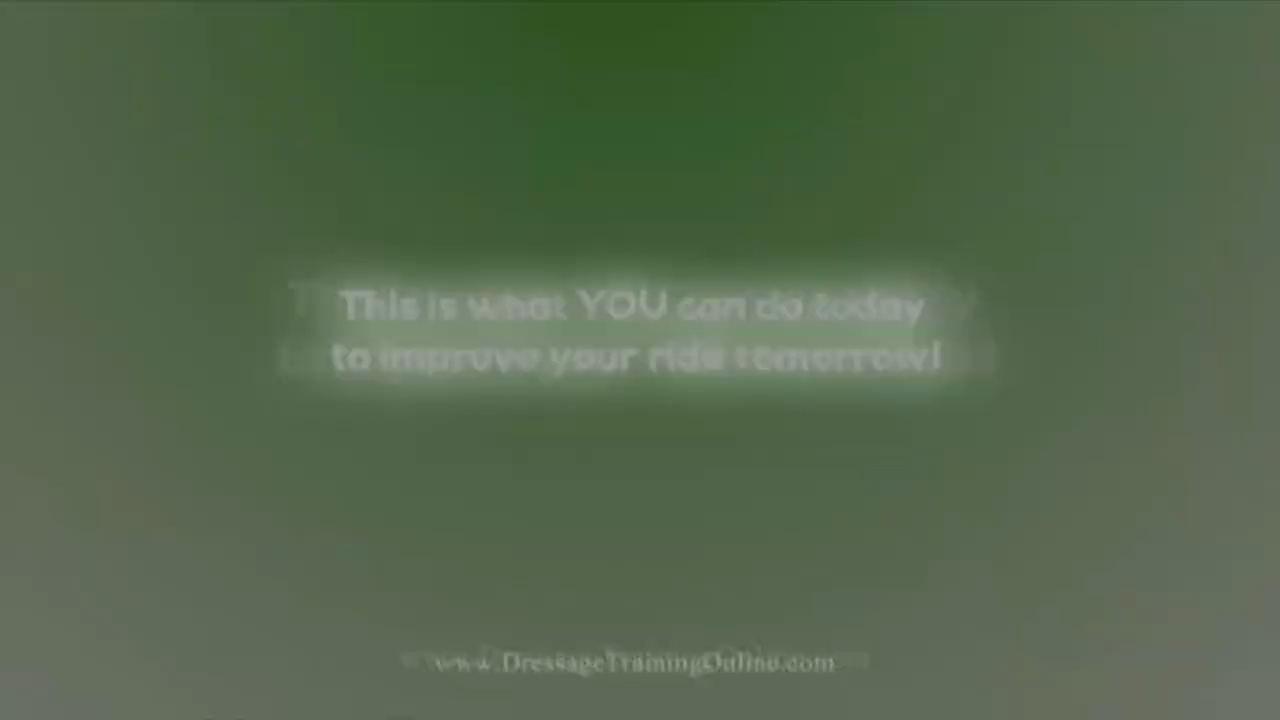 This is what YOU can do today
to improve your ride tomorrow!
www.DressageTrainingOnline.com